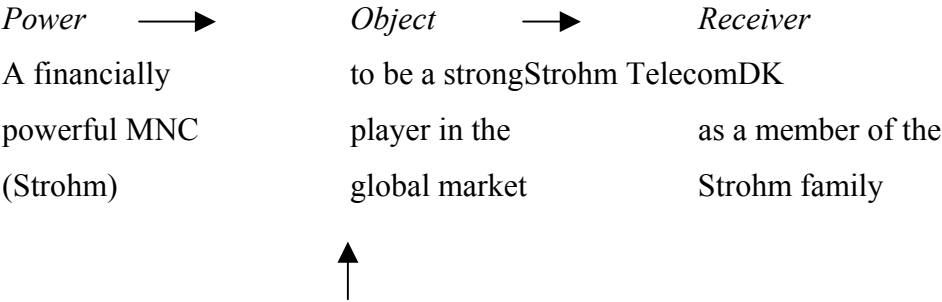 Power Object Receiver
A financially to be a strongStrohm TelecomDK
powerful MNC player in the as a member of the
(Strohm) global market Strohm family